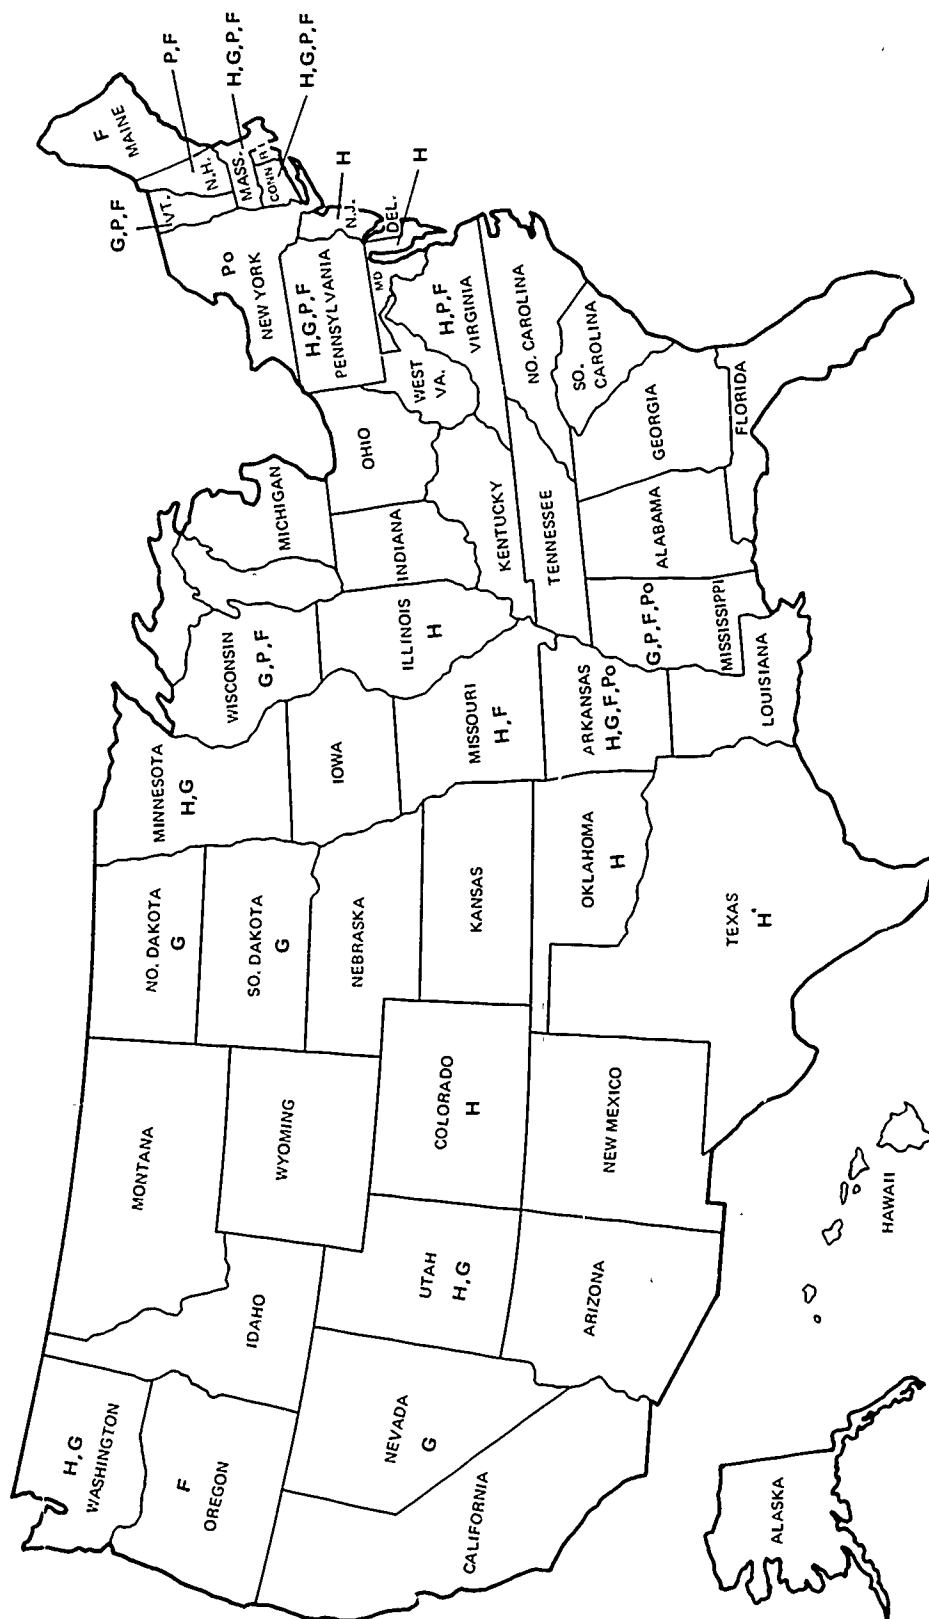 H,G
WASHINGTON
F
OREGON
CALIFORNIA
NEVADA
G
IDAHO
MONTANA
WYOMING
UTAH
H,G
ARIZONA
COLORADO
H
NEW MEXICO
NO. DAKOTA
G
SO. DAKOTA
G
NEBRASKA
KANSAS
OKLAHOMA
H
TEXAS
H
MINNESOTA
H,G
IOWA
MISSOURI
H,F
ARKANSAS
H,G,F,Po
LOUISIANA
WISCONSIN
G,P,F
ILLINOIS
H
MICHIGAN
INDIANA
OHIO
KENTUCKY
TENNESSEE
G,P,F,Po
MISSISSIPPI
ALABAMA
GEORGIA
FLORIDA
SO.
CAROLINA
NO. CAROLINA
H,P,F
VIRGINIA
WEST
VA.
MD
H,G,P,F
PENNSYLVANIA
Po
NEW YORK
G,P,F
VT.
N.H.
P,F
F
MAINE
MASS.
H,G,P,F
CONN
R I
H,G,P,F
N.J.
H
DEL.
H
ALASKA
HAWAII